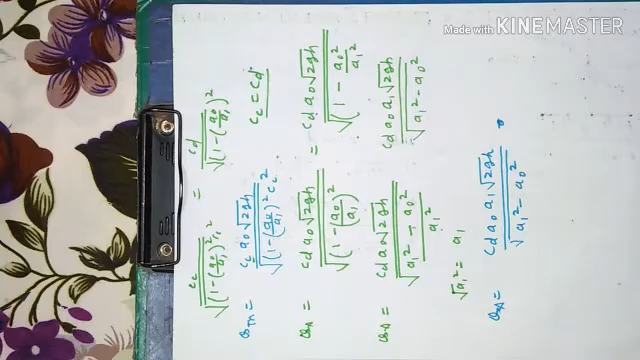 Made with KINEMASTER
c_c / √(1-(a_0/a_1)^2 c_c^2) = c_d / √(1-(a_0/a_1)^2
Q_Th = c_c a_0 √2gh / √(1-(a_0/a_1)^2 c_c^2 c_c = c_d
Q_A = c_d a_0 √2gh / √(1-(a_0/a_1)^2 = c_d a_0 √2gh / √(1 - a_0^2/a_1^2
Q_A = c_d a_0 √2gh / √(a_1^2 - a_0^2 / a_1^2) c_d a_0 a_1 √2gh / √a_1^2 - a_0^2
√a_1^2 = a_1
Q_A = c_d a_0 a_1 √2gh / √a_1^2 - a_0^2